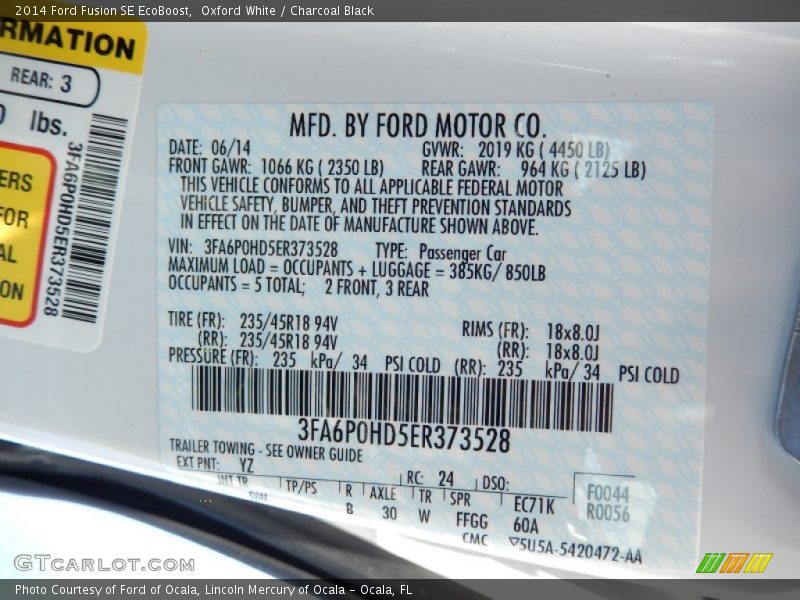 2014 Ford Fusion SE EcoBoost, Oxford White / Charcoal Black
RMATION
REAR: 3
0 lbs.
ERS
FOR
AL
ON
3FA6P0HD5ER373528
MFD. BY FORD MOTOR CO.
DATE: 06/14 GVWR: 2019 KG ( 4450 LB)
FRONT GAWR: 1066 KG ( 2350 LB) REAR GAWR: 964 KG ( 2125 LB)
THIS VEHICLE CONFORMS TO ALL APPLICABLE FEDERAL MOTOR
VEHICLE SAFETY, BUMPER, AND THEFT PREVENTION STANDARDS
IN EFFECT ON THE DATE OF MANUFACTURE SHOWN ABOVE.
VIN: 3FA6P0HD5ER373528 TYPE: Passenger Car
MAXIMUM LOAD = OCCUPANTS + LUGGAGE = 385KG/ 850LB
OCCUPANTS = 5 TOTAL; 2 FRONT, 3 REAR
TIRE (FR): 235/45R18 94V RIMS (FR): 18x8.0J
(RR): 235/45R18 94V (RR): 18x8.0J
PRESSURE (FR): 235 kPa/ 34 PSI COLD (RR): 235 kPa/ 34 PSI COLD
3FA6P0HD5ER373528
TRAILER TOWING - SEE OWNER GUIDE
EXT PNT: YZ RC: 24 DSO:
INT TR TP/PS R AXLE TR SPR EC71K F0044
DW B 30 W FFGG 60A R0056
CMC ▽5U5A-5420472-AA
GTCARLOT.COM
Photo Courtesy of Ford of Ocala, Lincoln Mercury of Ocala - Ocala, FL